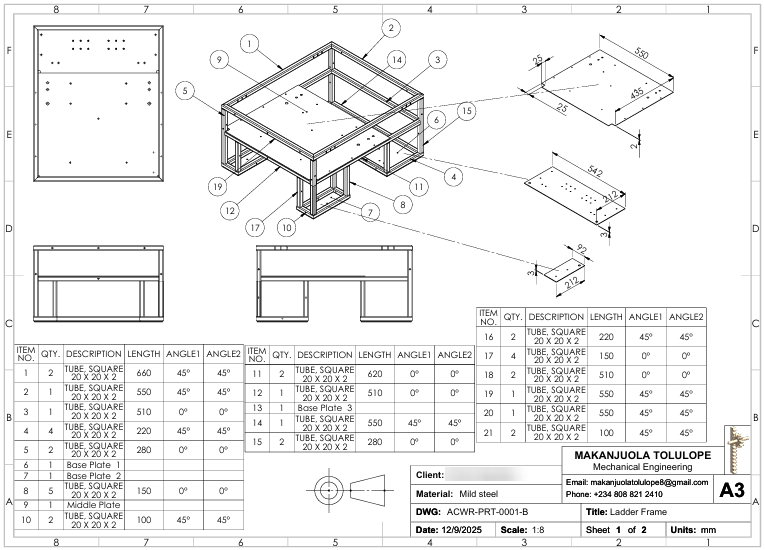 8 7 6 5 4 3 2 1
F F
E E
D D
C C
B B
A A
1
2
9
14
3
5
15
6
4
19
12
11
17
8
7
10
25
550
435
25
2
542
212
3
92
3
212
ITEM NO. QTY. DESCRIPTION LENGTH ANGLE1 ANGLE2
1 2 TUBE, SQUARE 20 X 20 X 2 660 45° 45°
2 1 TUBE, SQUARE 20 X 20 X 2 550 45° 45°
3 1 TUBE, SQUARE 20 X 20 X 2 510 0° 0°
4 4 TUBE, SQUARE 20 X 20 X 2 220 45° 45°
5 2 TUBE, SQUARE 20 X 20 X 2 280 0° 0°
6 1 Base Plate 1
7 1 Base Plate 2
8 5 TUBE, SQUARE 20 X 20 X 2 150 0° 0°
9 1 Middle Plate
10 2 TUBE, SQUARE 20 X 20 X 2 100 45° 45°
ITEM NO. QTY. DESCRIPTION LENGTH ANGLE1 ANGLE2
11 2 TUBE, SQUARE 20 X 20 X 2 620 0° 0°
12 1 TUBE, SQUARE 20 X 20 X 2 510 0° 0°
13 1 Base Plate 3
14 1 TUBE, SQUARE 20 X 20 X 2 550 45° 45°
15 2 TUBE, SQUARE 20 X 20 X 2 280 0° 0°
ITEM NO. QTY. DESCRIPTION LENGTH ANGLE1 ANGLE2
16 2 TUBE, SQUARE 20 X 20 X 2 220 45° 45°
17 4 TUBE, SQUARE 20 X 20 X 2 150 0° 0°
18 2 TUBE, SQUARE 20 X 20 X 2 510 0° 0°
19 1 TUBE, SQUARE 20 X 20 X 2 550 45° 45°
20 1 TUBE, SQUARE 20 X 20 X 2 550 45° 45°
21 2 TUBE, SQUARE 20 X 20 X 2 100 45° 45°
MAKANJUOLA TOLULOPE
Mechanical Engineering
Email: makanjuolatolulope8@gmail.com
Phone: +234 808 821 2410
A3
Client:
Material: Mild steel
DWG: ACWR-PRT-0001-B
Title: Ladder Frame
Date: 12/9/2025 Scale: 1:8 Sheet 1 of 2 Units: mm
8 7 6 5 4 3 2 1